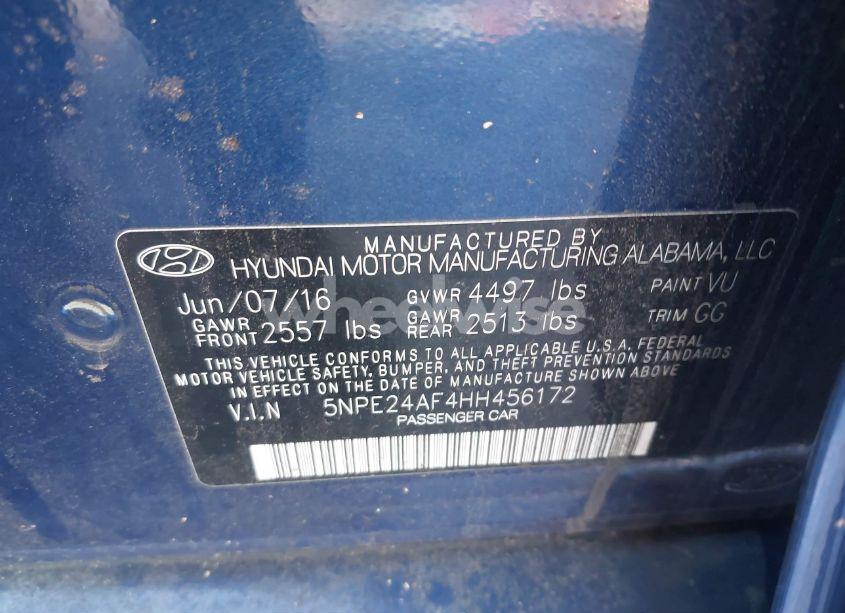 MANUFACTURED BY
HYUNDAI MOTOR MANUFACTURING ALABAMA, LLC
Jun/07/16 GVWR 4497 lbs PAINT VU
GAWR FRONT 2557 lbs GAWR REAR 2513 lbs TRIM GG
THIS VEHICLE CONFORMS TO ALL APPLICABLE U.S.A. FEDERAL
MOTOR VEHICLE SAFETY, BUMPER, AND THEFT PREVENTION STANDARDS
IN EFFECT ON THE DATE OF MANUFACTURE SHOWN ABOVE
V.I.N 5NPE24AF4HH456172
PASSENGER CAR